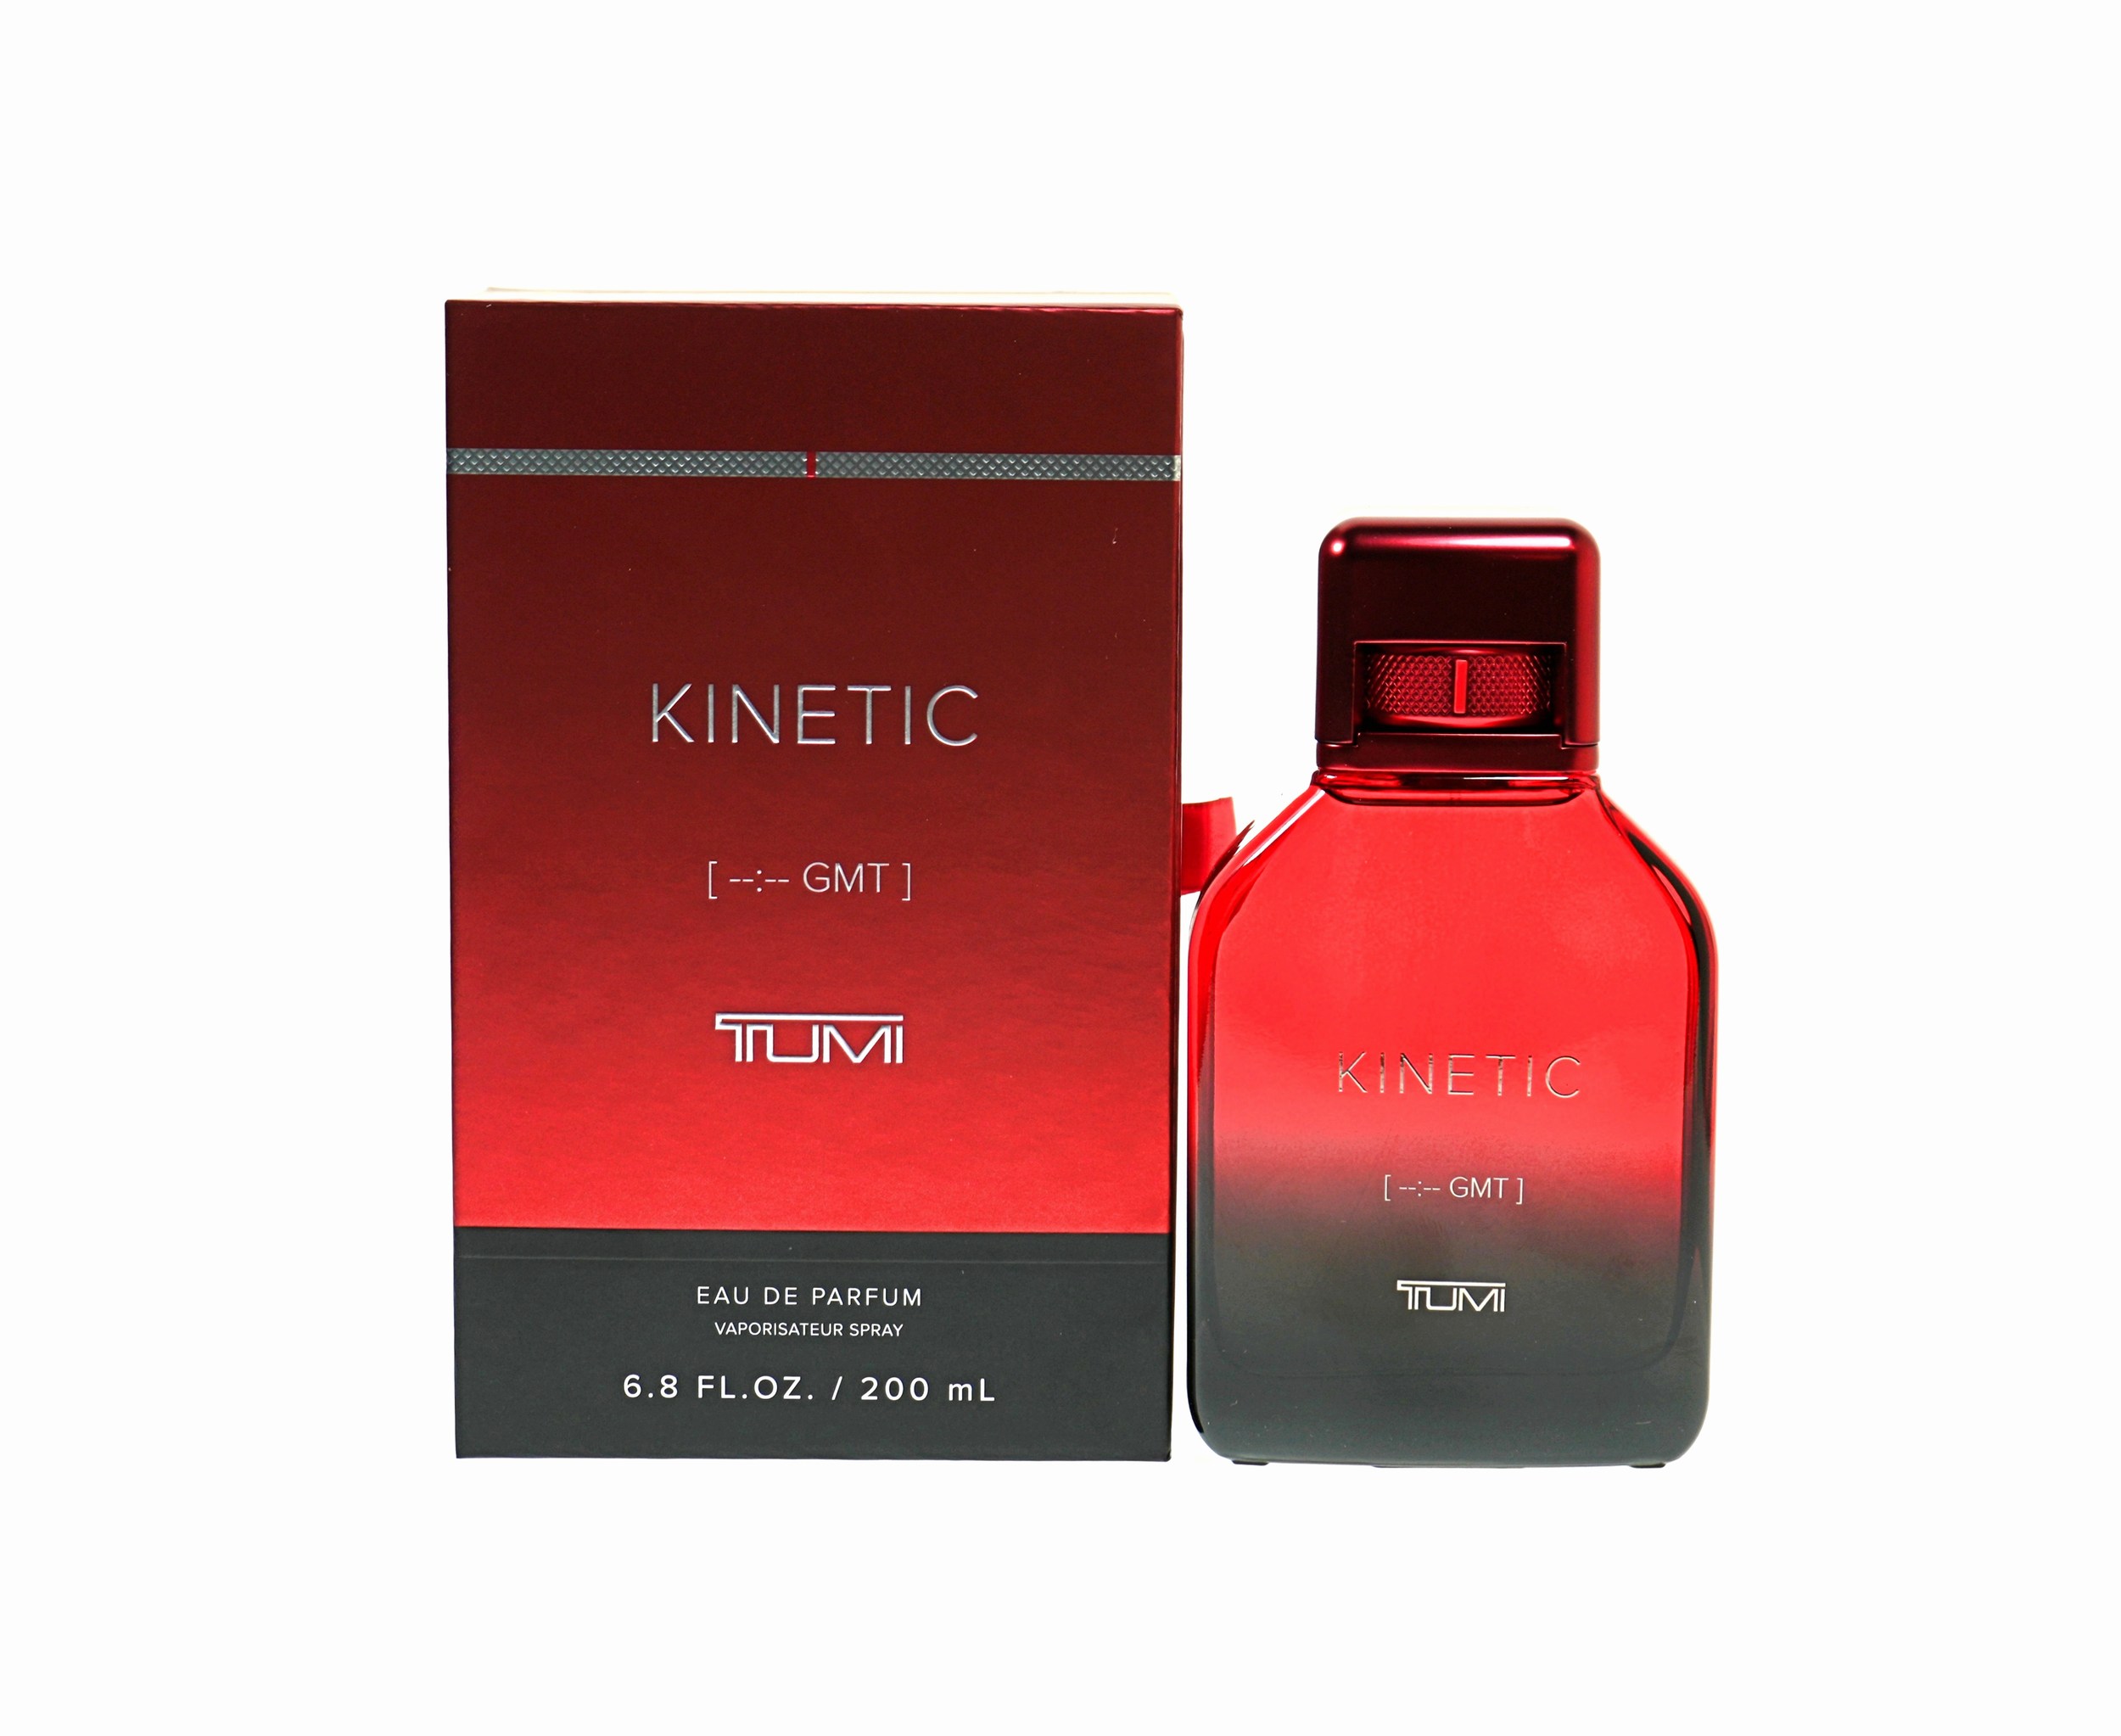 KINETIC
[ --:-- GMT ]
TUMI
EAU DE PARFUM
VAPORISATEUR SPRAY
6.8 FL.OZ. / 200 mL
KINETIC
[ --:-- GMT ]
TUMI